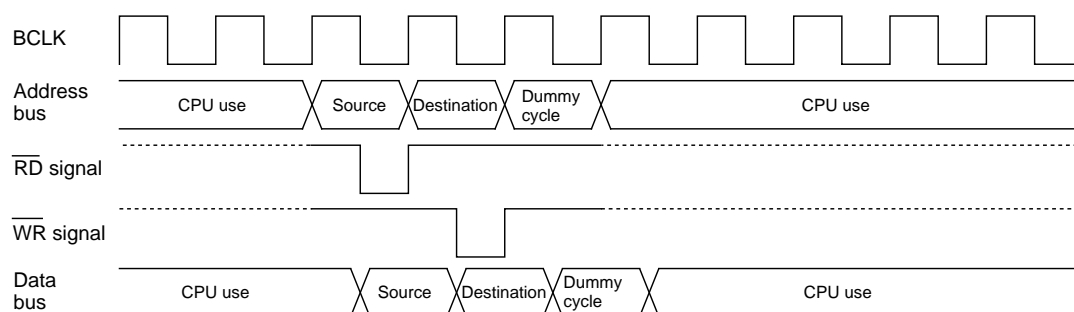 BCLK
Address
bus
CPU use
Source
Destination
Dummy
cycle
CPU use
RD signal
WR signal
Data
bus
CPU use
Source
Destination
Dummy
cycle
CPU use